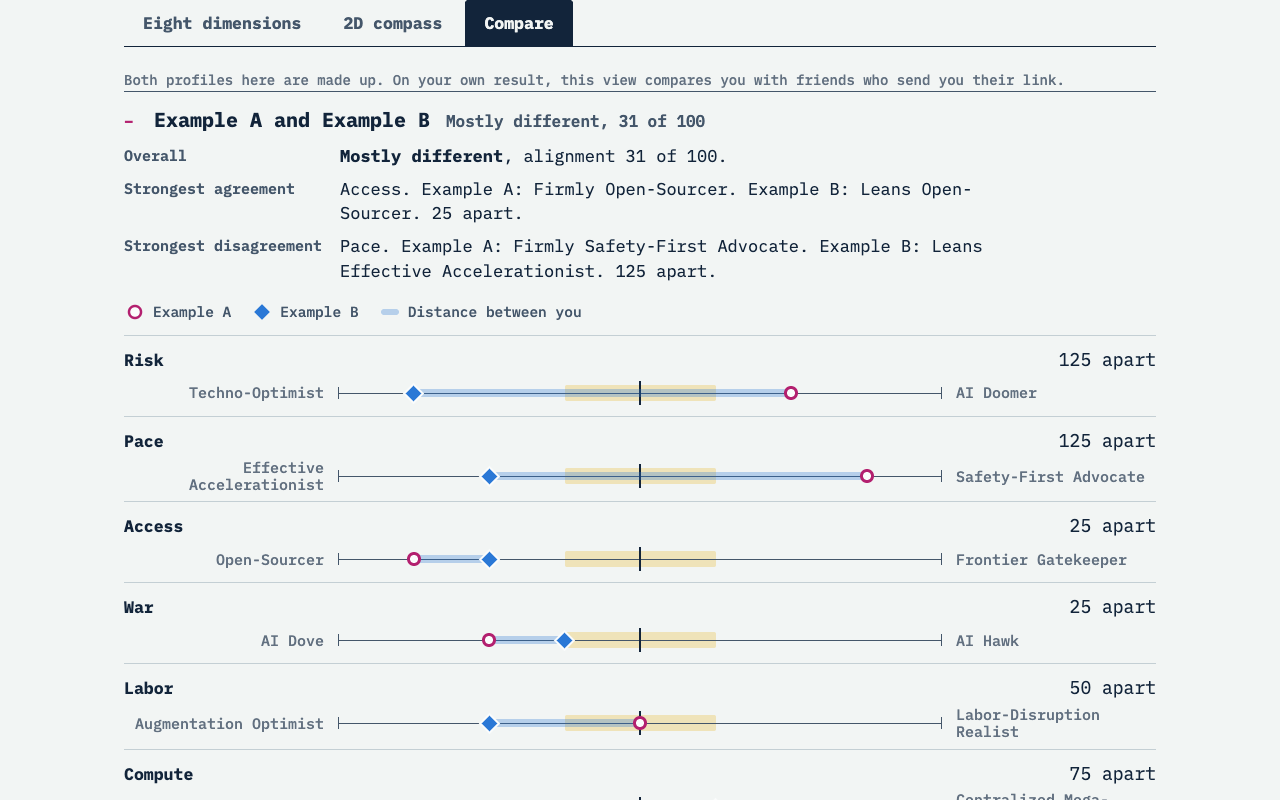 Eight dimensions 2D compass Compare
Both profiles here are made up. On your own result, this view compares you with friends who send you their link.
– Example A and Example B Mostly different, 31 of 100
Overall Mostly different, alignment 31 of 100.
Strongest agreement Access. Example A: Firmly Open-Sourcer. Example B: Leans Open-
Sourcer. 25 apart.
Strongest disagreement Pace. Example A: Firmly Safety-First Advocate. Example B: Leans
Effective Accelerationist. 125 apart.
Example A Example B Distance between you
Risk 125 apart
Techno-Optimist AI Doomer
Pace 125 apart
Effective
Accelerationist Safety-First Advocate
Access 25 apart
Open-Sourcer Frontier Gatekeeper
War 25 apart
AI Dove AI Hawk
Labor 50 apart
Augmentation Optimist Labor-Disruption
Realist
Compute 75 apart
Centralized Mega-